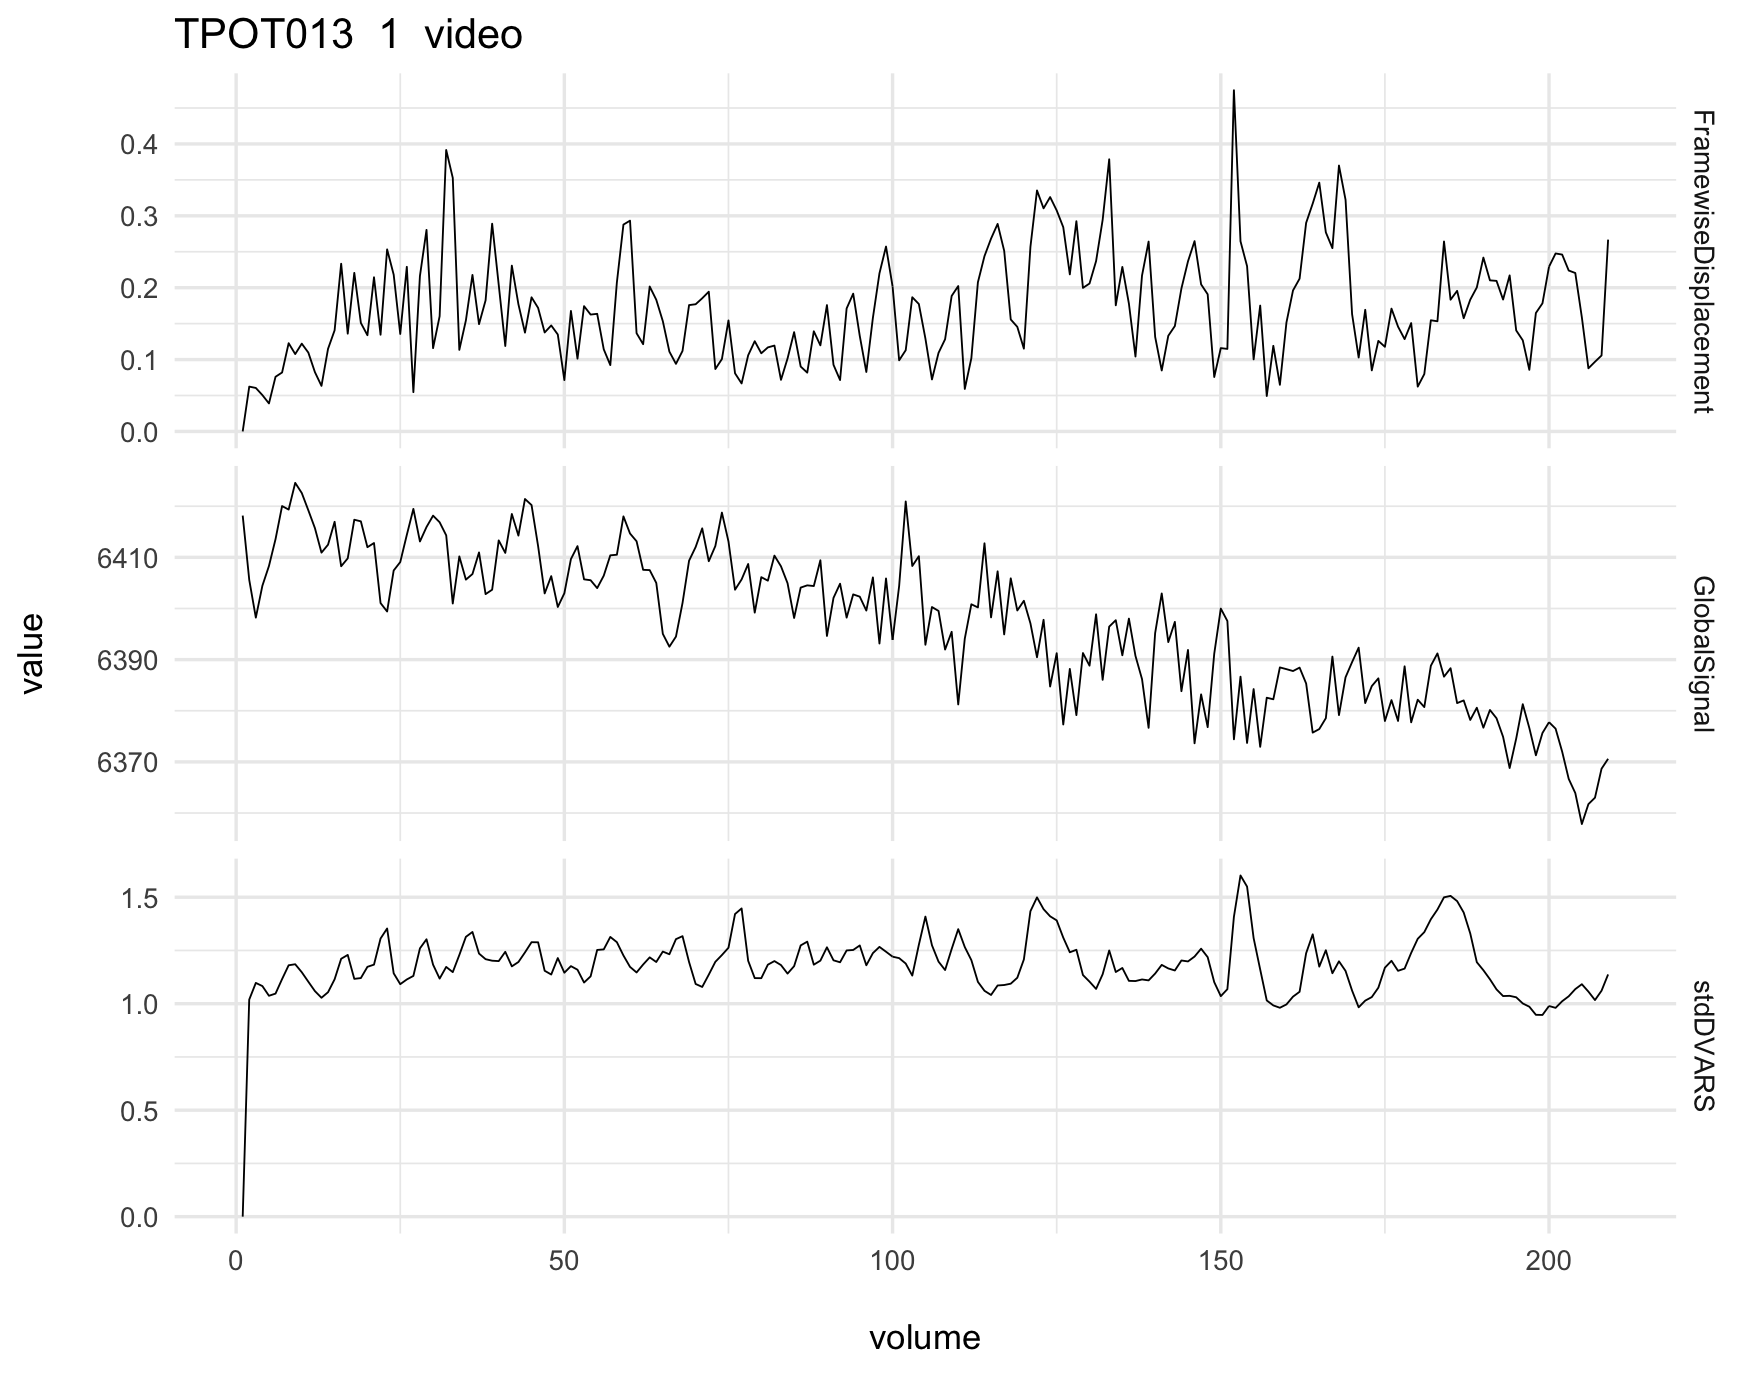 TPOT013 1 video
0.4
0.3
0.2
0.1
0.0
FramewiseDisplacement
6410
6390
6370
GlobalSignal
1.5
1.0
0.5
0.0
stdDVARS
value
0 50 100 150 200
volume